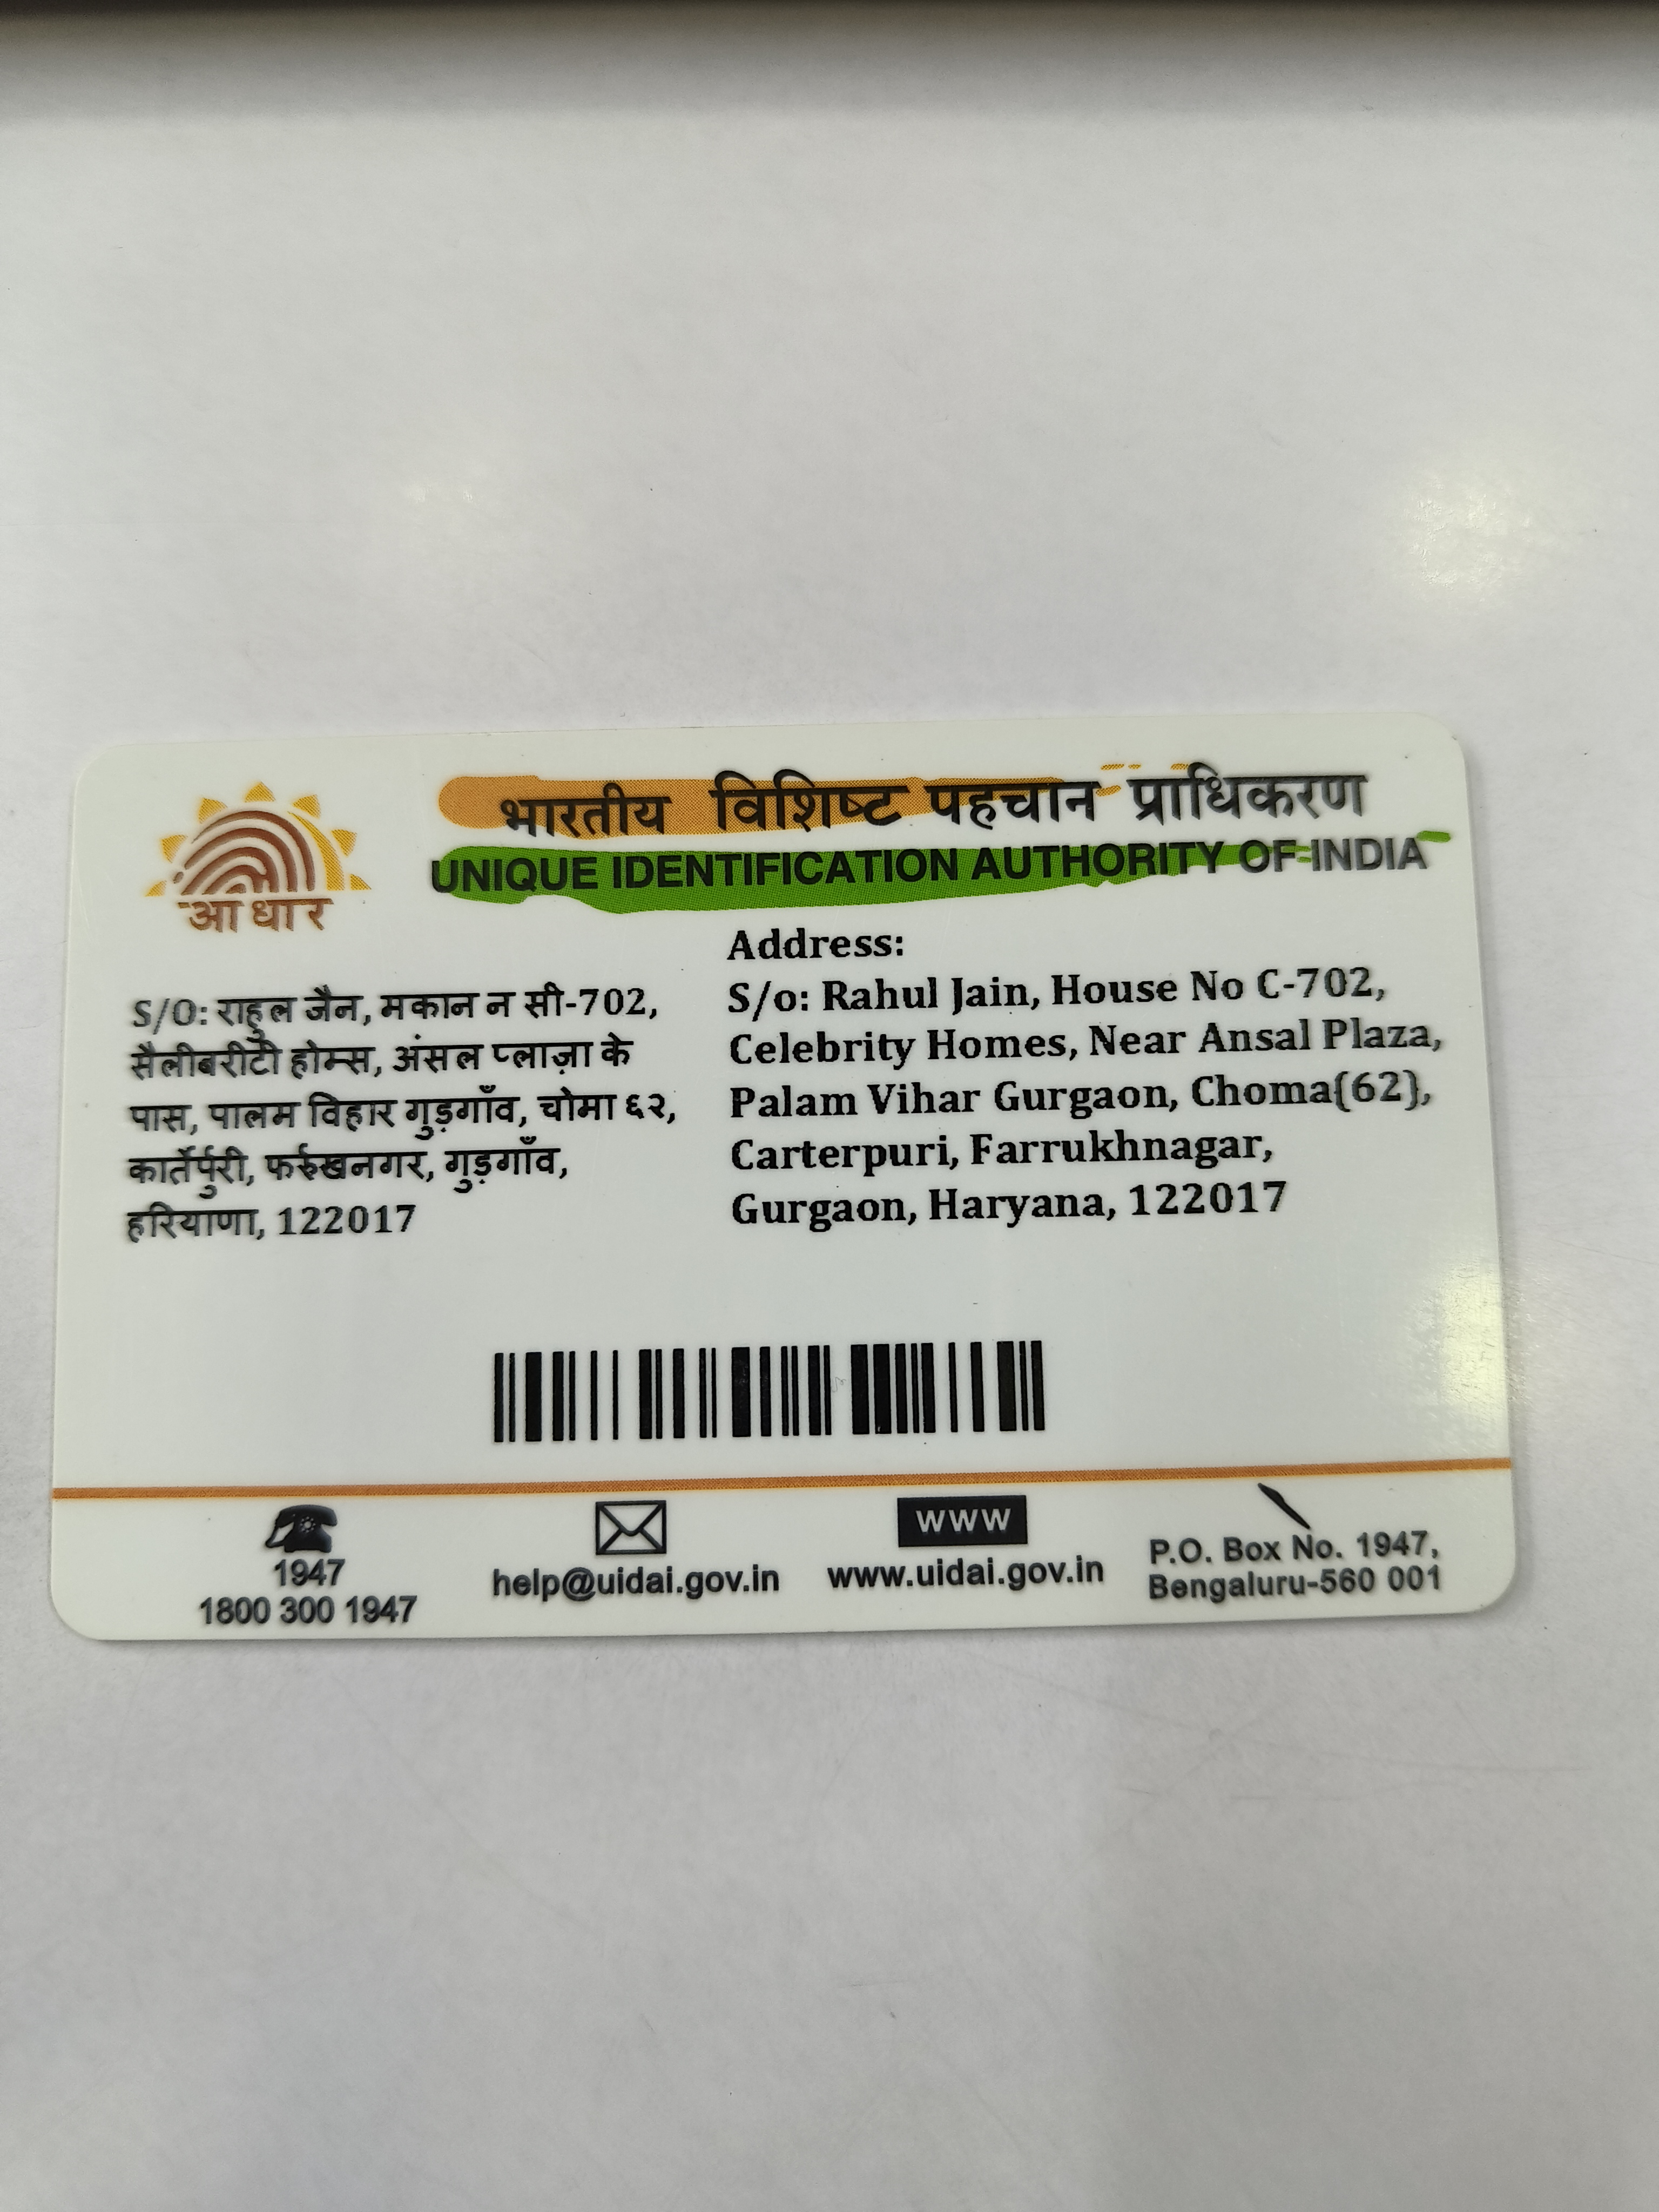 आधार
भारतीय विशिष्ट पहचान प्राधिकरण
UNIQUE IDENTIFICATION AUTHORITY OF INDIA
S/O: राहुल जैन, मकान न सी-702,
सैलीबरीटी होम्स, अंसल प्लाज़ा के
पास, पालम विहार गुड़गाँव, चोमा ६२,
कार्तेर्पुरी, फर्रुखनगर, गुड़गाँव,
हरियाणा, 122017
Address:
S/o: Rahul Jain, House No C-702,
Celebrity Homes, Near Ansal Plaza,
Palam Vihar Gurgaon, Choma(62),
Carterpuri, Farrukhnagar,
Gurgaon, Haryana, 122017
1947
1800 300 1947
help@uidai.gov.in
WWW
www.uidai.gov.in
P.O. Box No. 1947,
Bengaluru-560 001